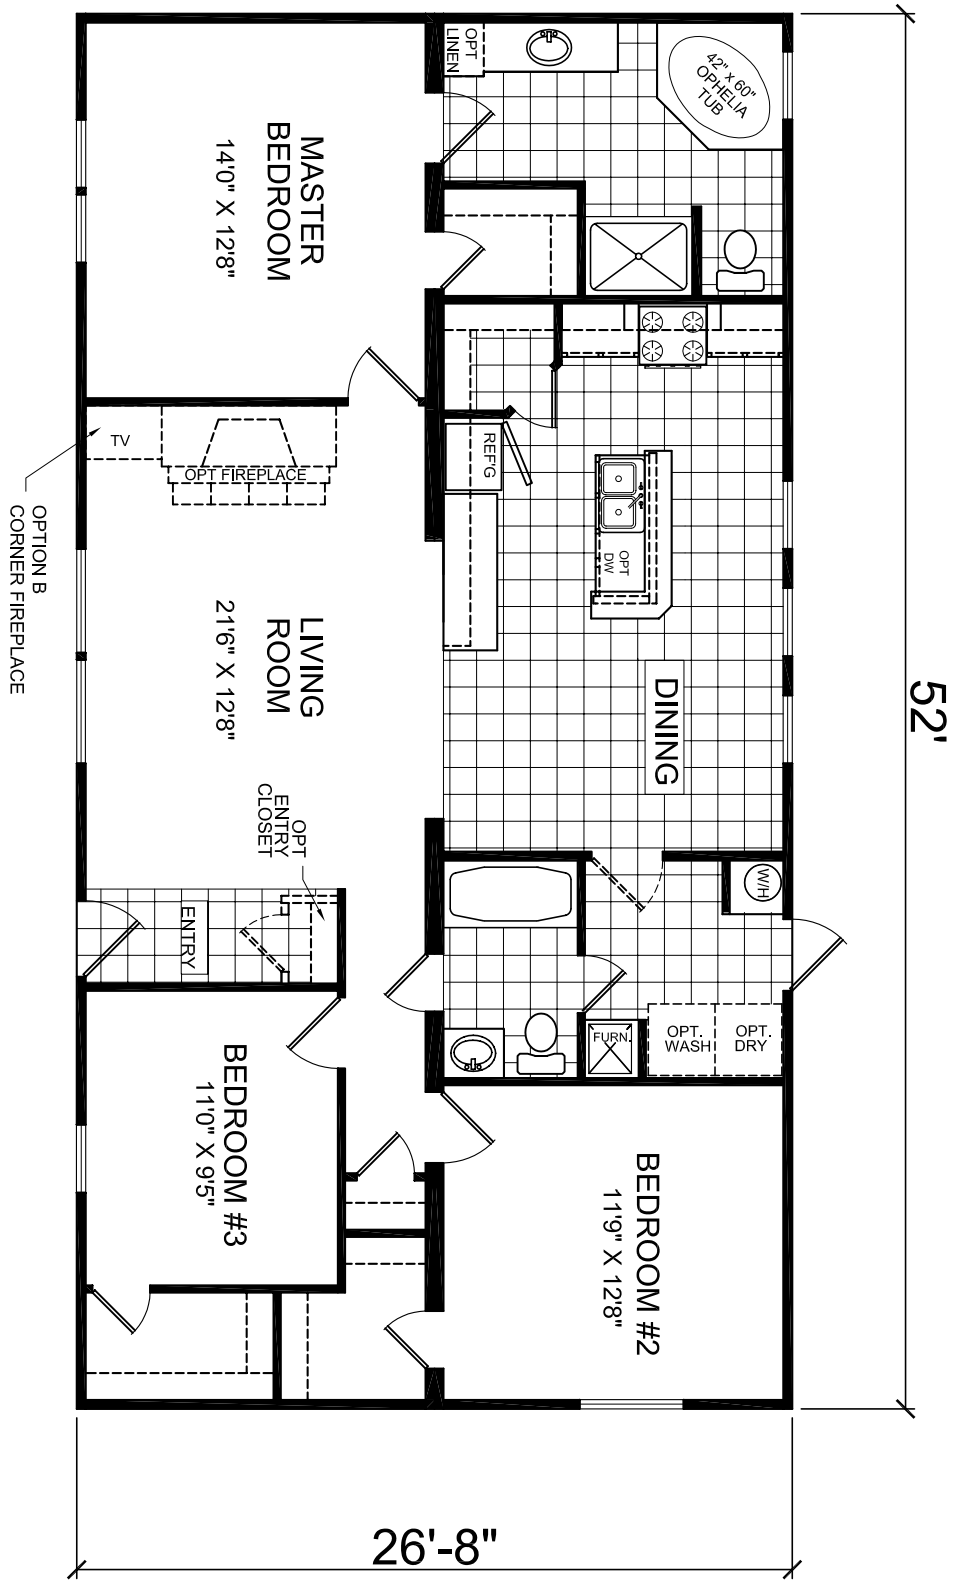 OPT
LINEN
42" x 60"
OPHELIA
TUB
MASTER
BEDROOM
14'0" X 12'8"
TV
OPT FIREPLACE
OPTION B
CORNER FIREPLACE
REF'G
OPT
DW
LIVING
ROOM
21'6" X 12'8"
DINING
52'
OPT
ENTRY
CLOSET
ENTRY
W/H
FURN.
OPT.
WASH
OPT.
DRY
BEDROOM #3
11'0" X 9'5"
BEDROOM #2
11'9" X 12'8"
26'-8"